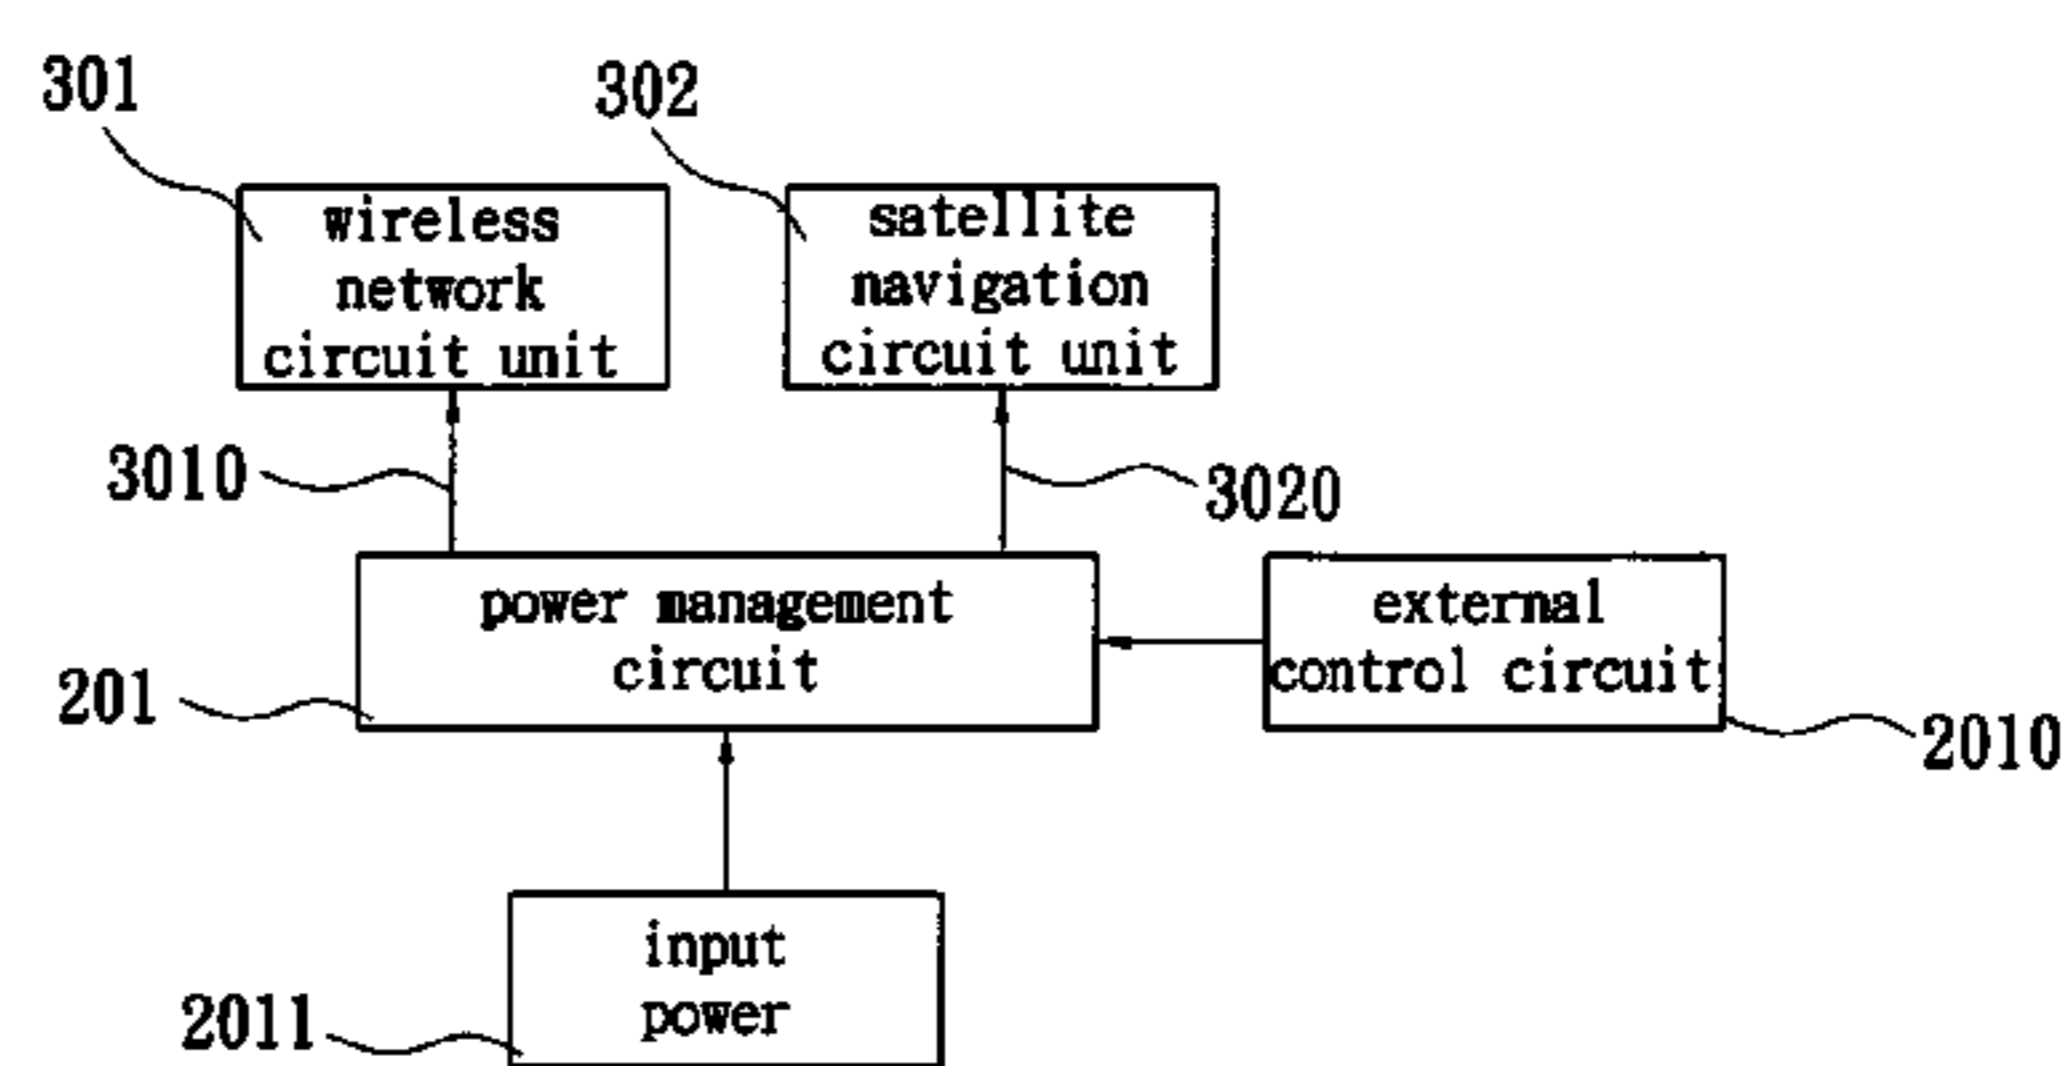 301
302
wireless
network
circuit unit
satellite
navigation
circuit unit
3010
3020
power management
circuit
external
control circuit
201
2010
input
power
2011